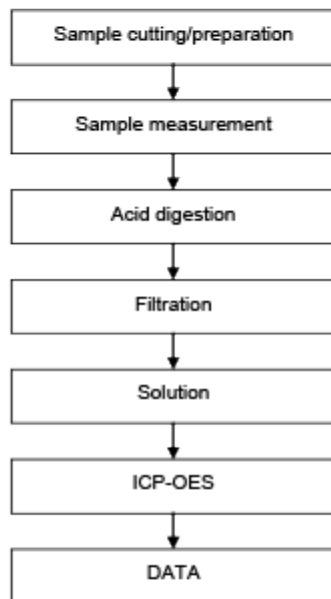 Sample cutting/preparation
Sample measurement
Acid digestion
Filtration
Solution
ICP-OES
DATA